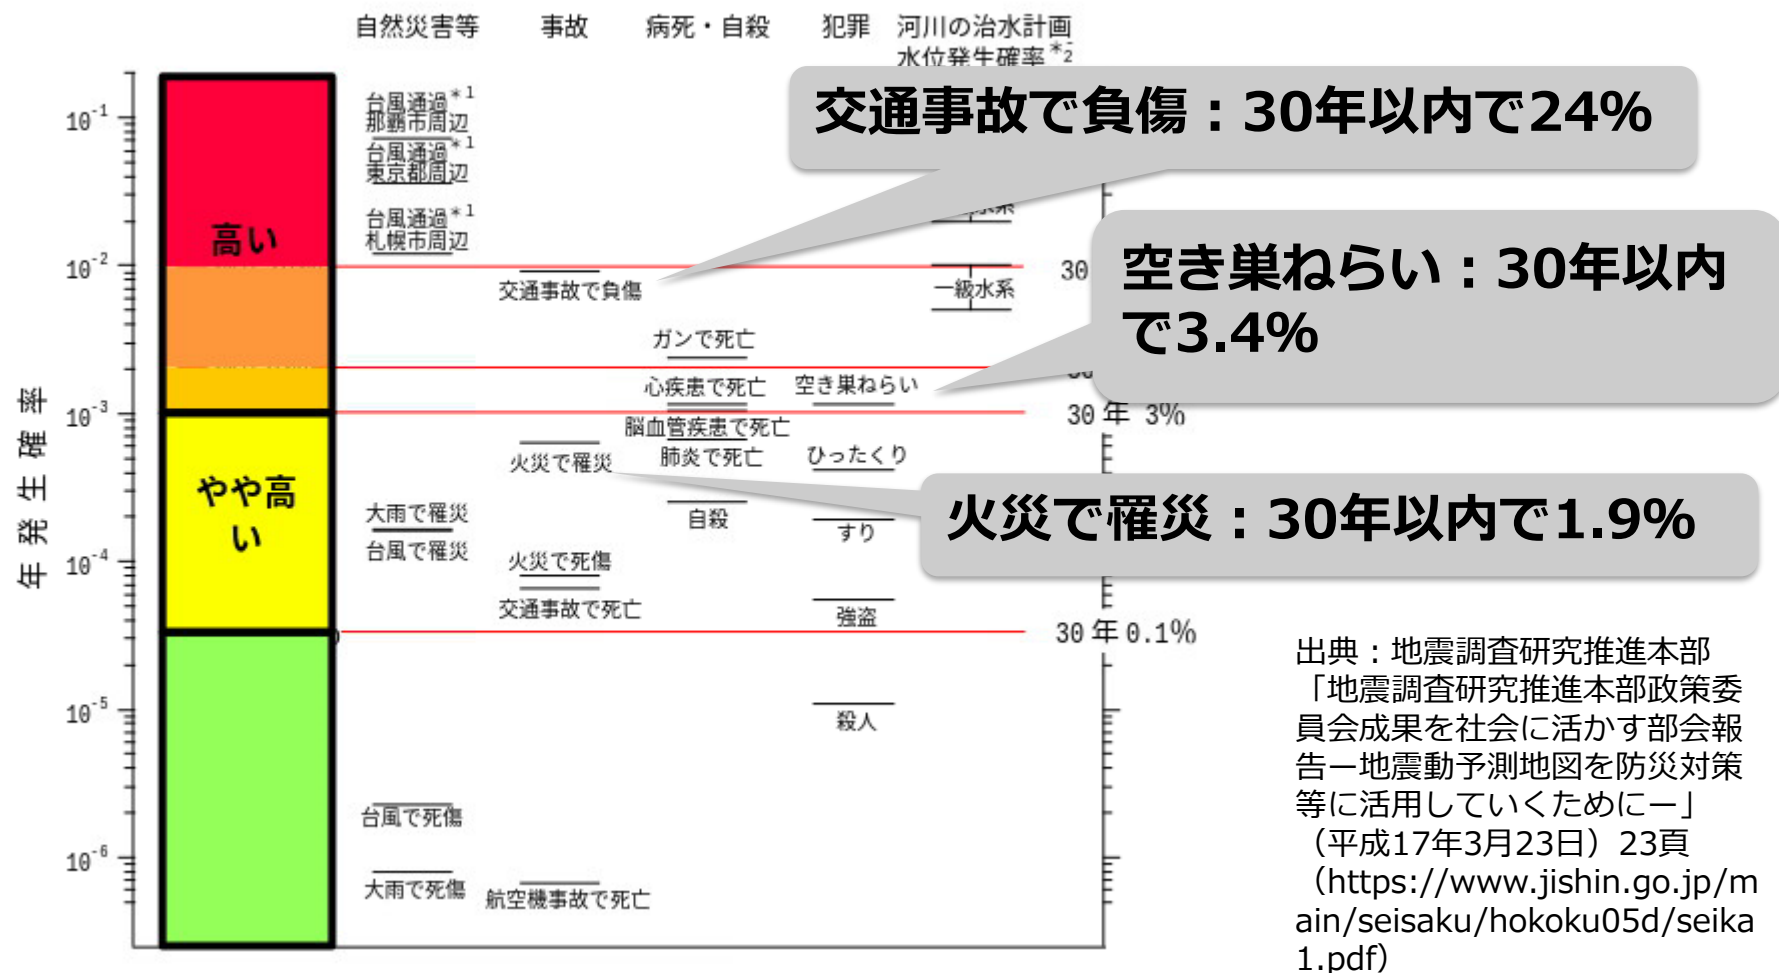 自然災害等 事故 病死・自殺 犯罪 河川の治水計画
水位発生確率*2
年発生確率
10-1
10-2
10-3
10-4
10-5
10-6
高い
やや高
い
台風通過*1
那覇市周辺
台風通過*1
東京都周辺
台風通過*1
札幌市周辺
大雨で罹災
台風で罹災
台風で死傷
大雨で死傷
交通事故で負傷
火災で罹災
火災で死傷
交通事故で死亡
航空機事故で死亡
ガンで死亡
心疾患で死亡
脳血管疾患で死亡
肺炎で死亡
自殺
空き巣ねらい
ひったくり
すり
強盗
殺人
水系
一級水系
30
30年 3%
30年 0.1%
交通事故で負傷：30年以内で24%
空き巣ねらい：30年以内
で3.4%
火災で罹災：30年以内で1.9%
出典：地震調査研究推進本部
「地震調査研究推進本部政策委
員会成果を社会に活かす部会報
告ー地震動予測地図を防災対策
等に活用していくためにー」
（平成17年3月23日）23頁
（https://www.jishin.go.jp/m
ain/seisaku/hokoku05d/seika
1.pdf）